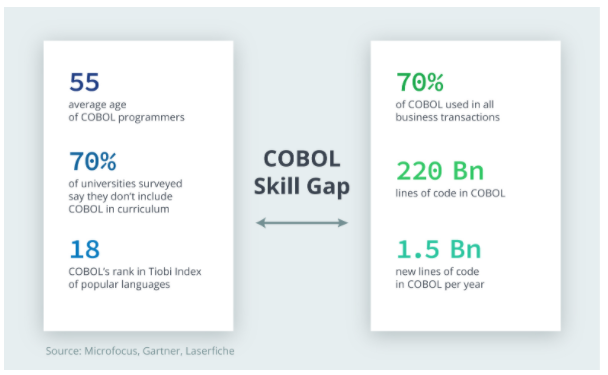 55
average age
of COBOL programmers
70%
of universities surveyed
say they don't include
COBOL in curriculum
18
COBOL's rank in Tiobi Index
of popular languages
COBOL
Skill Gap
70%
of COBOL used in all
business transactions
220 Bn
lines of code in COBOL
1.5 Bn
new lines of code
in COBOL per year
Source: Microfocus, Gartner, Laserfiche